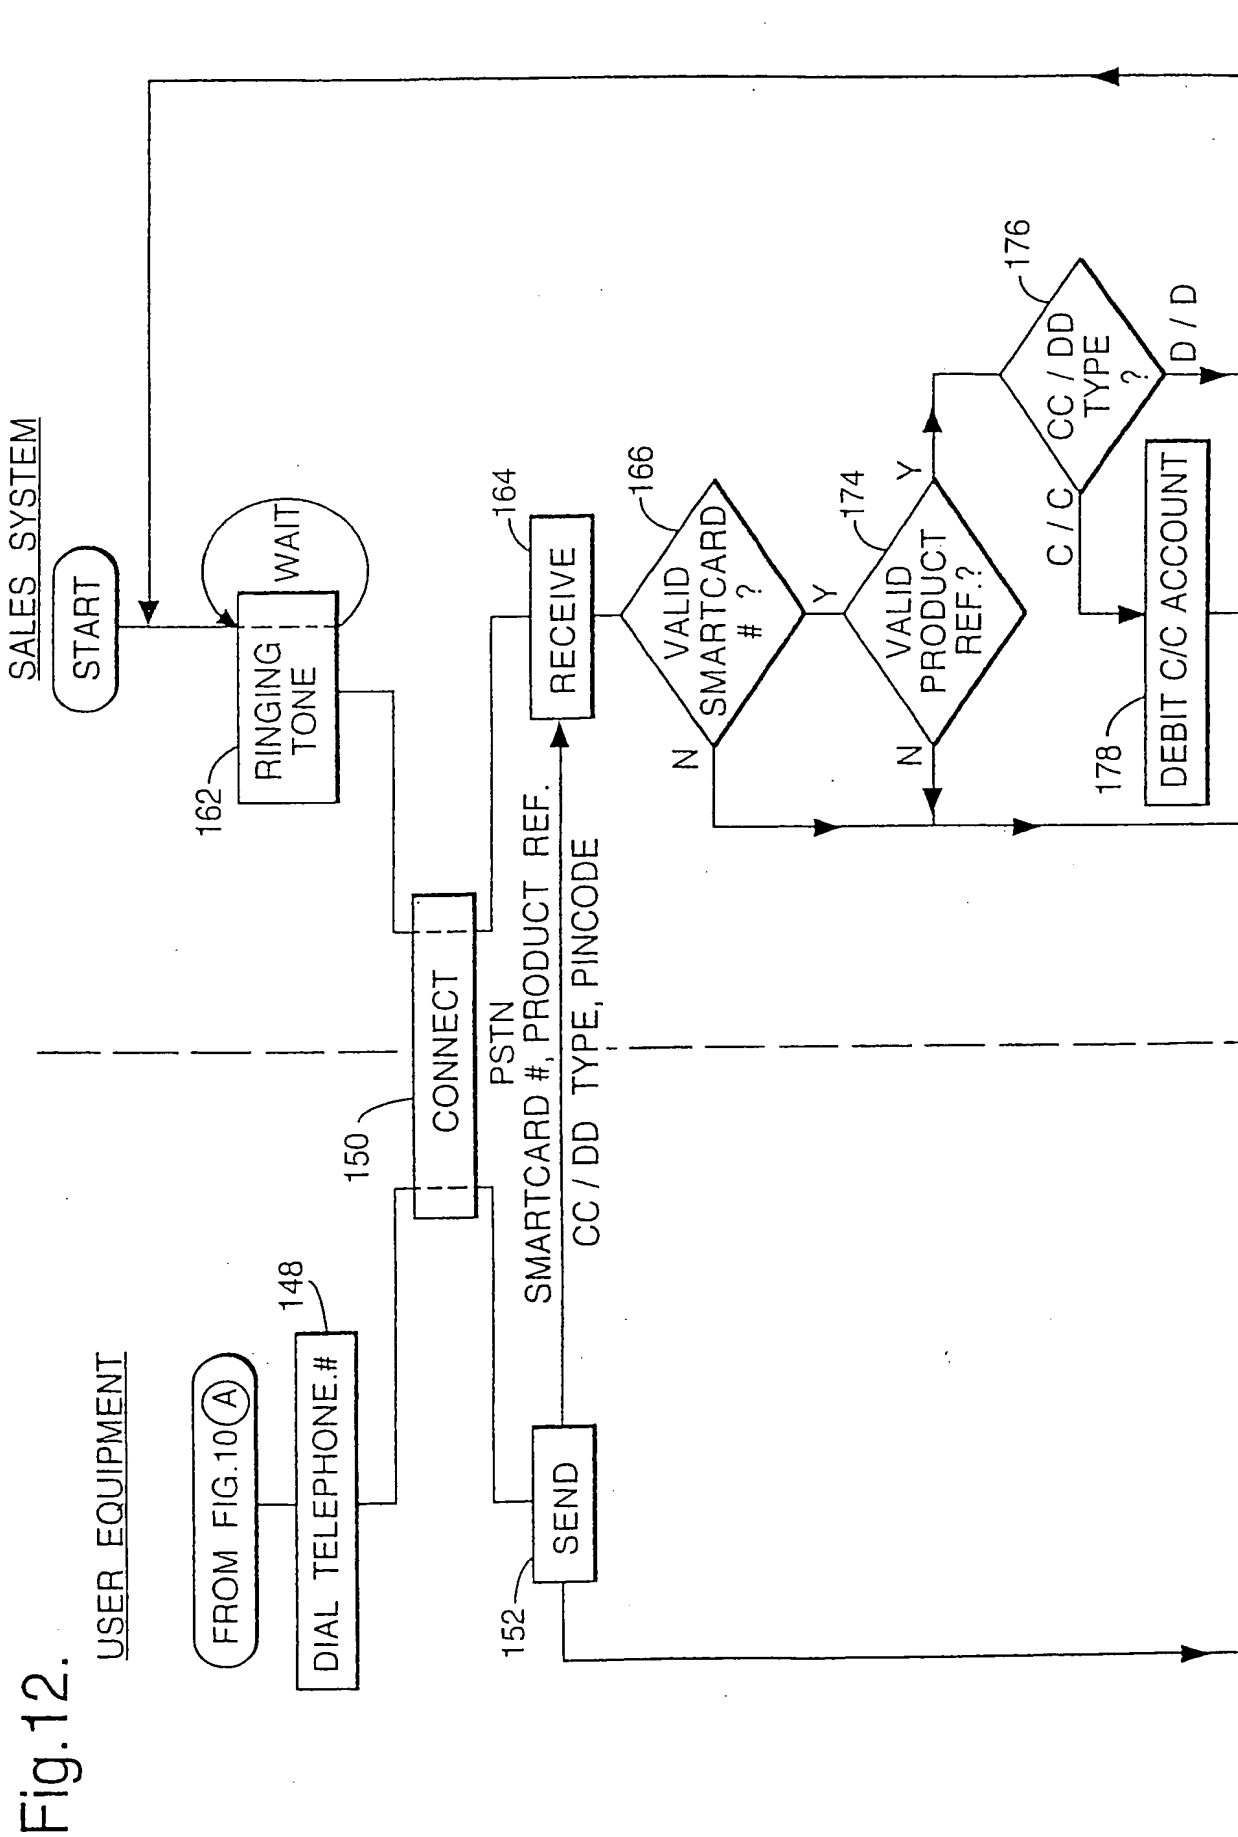 Fig.12.
USER EQUIPMENT
SALES SYSTEM
FROM FIG.10 A
START
148
DIAL TELEPHONE.#
162
RINGING
TONE
WAIT
150
CONNECT
PSTN
152
SEND
SMARTCARD #, PRODUCT REF.
CC / DD TYPE, PINCODE
164
RECEIVE
166
VALID
SMARTCARD
# ?
N
Y
174
VALID
PRODUCT
REF.?
N
Y
176
CC / DD
TYPE
?
C / C
D / D
178
DEBIT C/C ACCOUNT